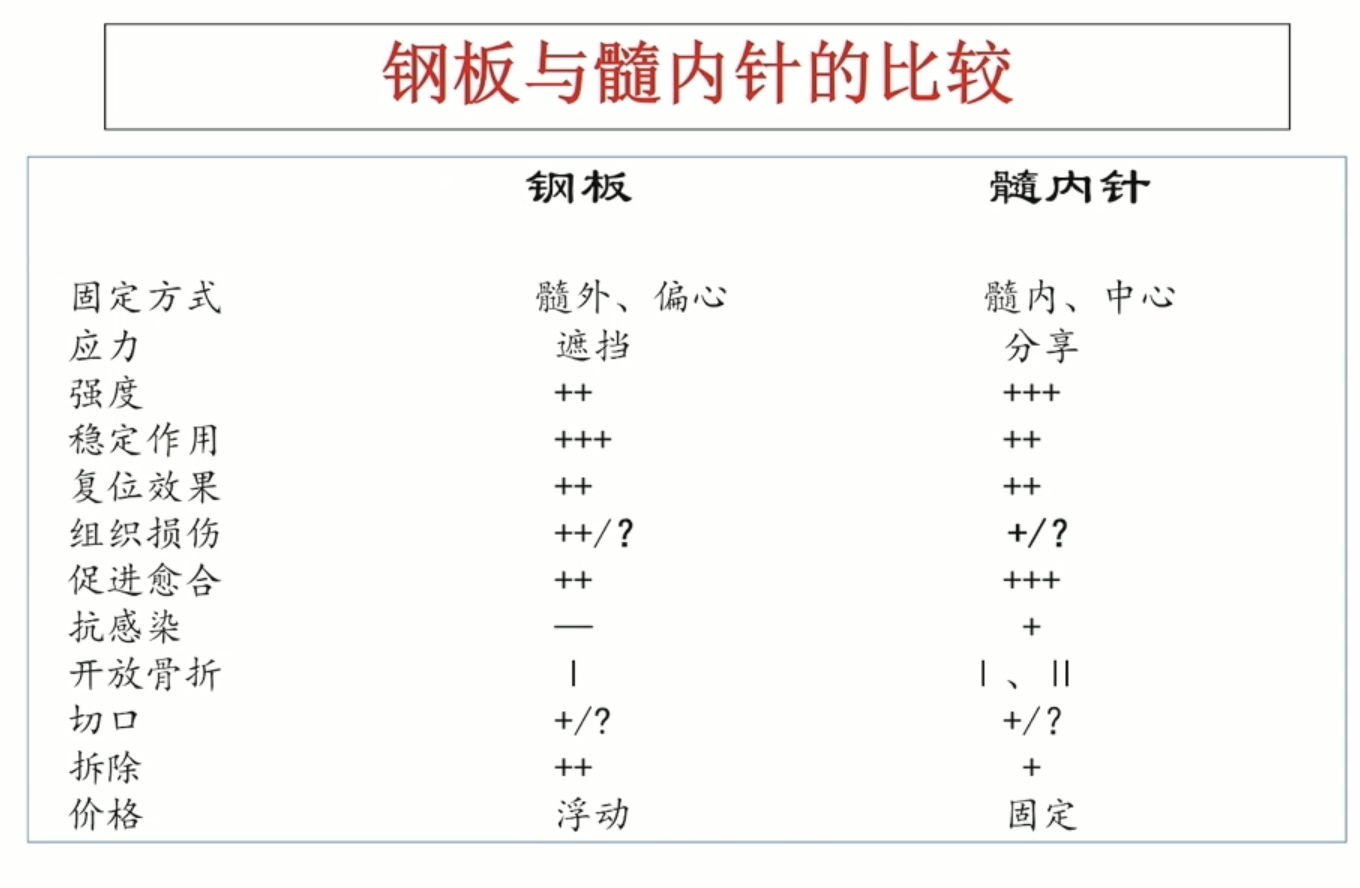 钢板与髓内针的比较
钢板 髓内针
固定方式 髓外、偏心 髓内、中心
应力 遮挡 分享
强度 ++ +++
稳定作用 +++ ++
复位效果 ++ ++
组织损伤 ++/? +/?
促进愈合 ++ +++
抗感染 — +
开放骨折 I I、II
切口 +/? +/?
拆除 ++ +
价格 浮动 固定